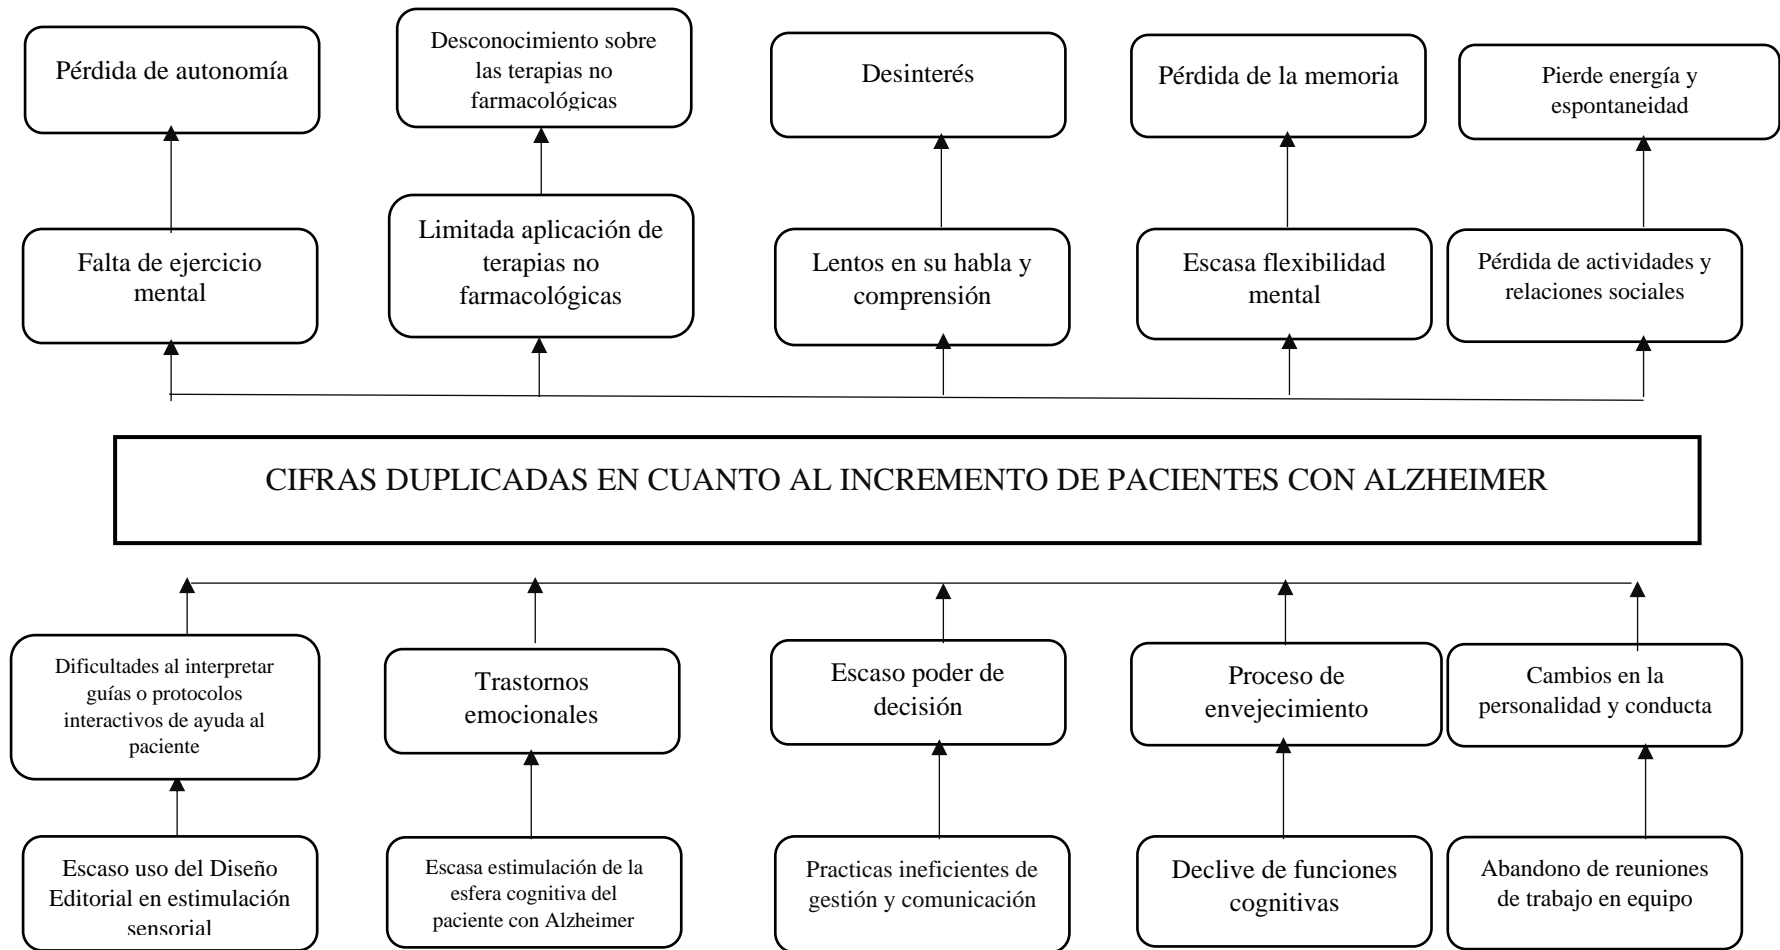 Pérdida de autonomía
Desconocimiento sobre
las terapias no
farmacológicas
Desinterés
Pérdida de la memoria
Pierde energía y
espontaneidad
Falta de ejercicio
mental
Limitada aplicación de
terapias no
farmacológicas
Lentos en su habla y
comprensión
Escasa flexibilidad
mental
Pérdida de actividades y
relaciones sociales
CIFRAS DUPLICADAS EN CUANTO AL INCREMENTO DE PACIENTES CON ALZHEIMER
Dificultades al interpretar
guías o protocolos
interactivos de ayuda al
paciente
Trastornos
emocionales
Escaso poder de
decisión
Proceso de
envejecimiento
Cambios en la
personalidad y conducta
Escaso uso del Diseño
Editorial en estimulación
sensorial
Escasa estimulación de la
esfera cognitiva del
paciente con Alzheimer
Practicas ineficientes de
gestión y comunicación
Declive de funciones
cognitivas
Abandono de reuniones
de trabajo en equipo